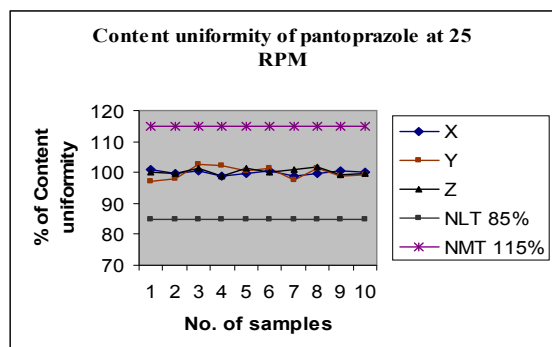 Content uniformity of pantoprazole at 25
RPM
120
110
100
90
80
70
% of Content
uniformity
1 2 3 4 5 6 7 8 9 10
No. of samples
X
Y
Z
NLT 85%
NMT 115%